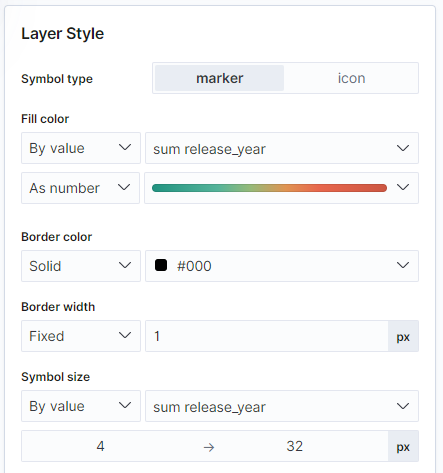 Layer Style
Symbol type marker icon
Fill color
By value sum release_year
As number
Border color
Solid #000
Border width
Fixed 1 px
Symbol size
By value sum release_year
4 → 32 px